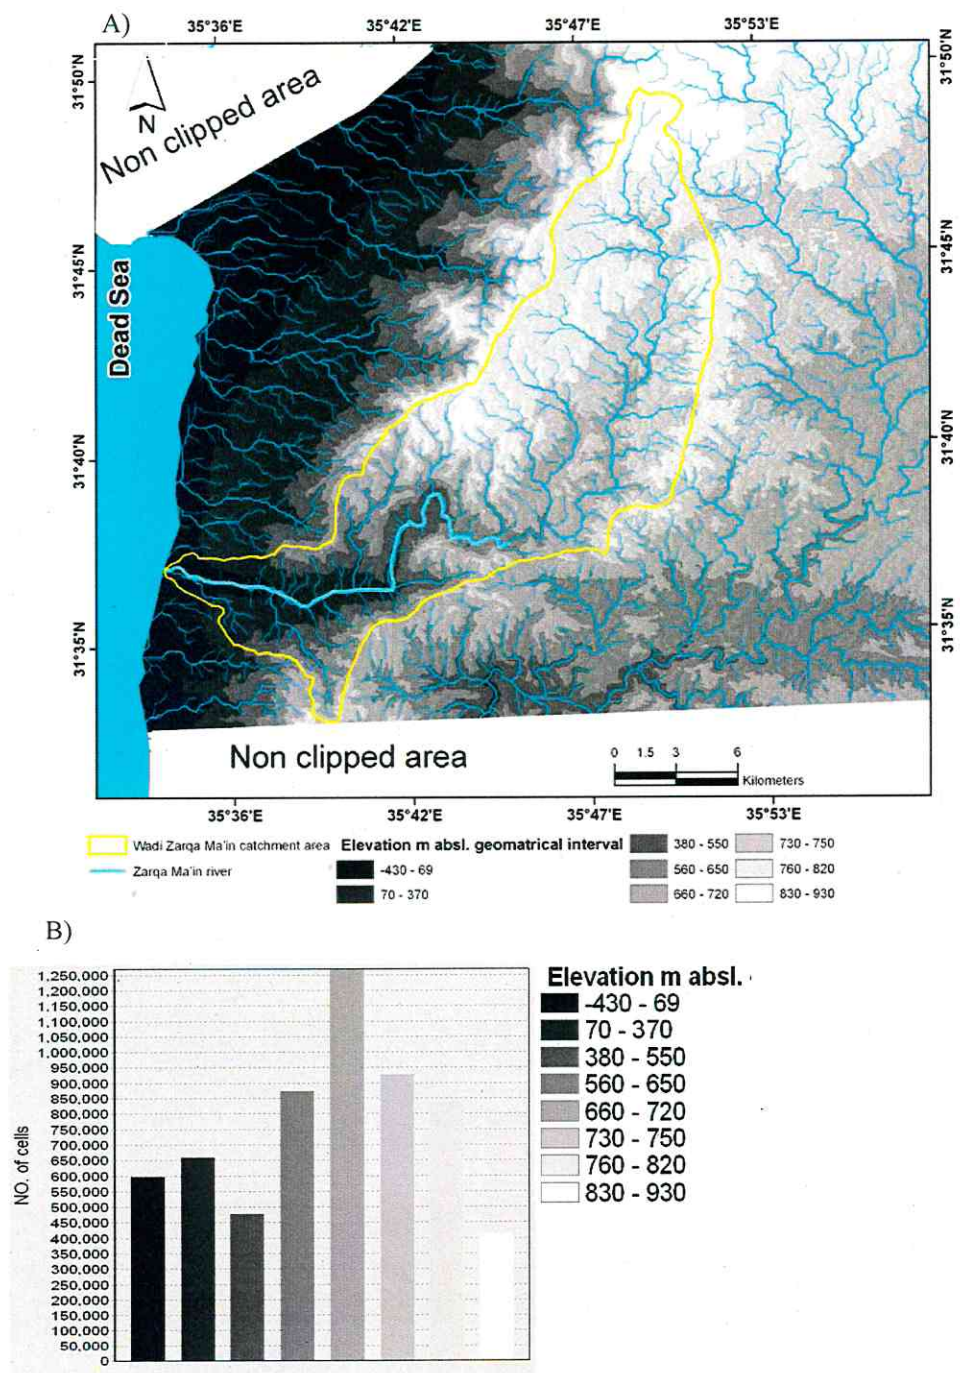 A)
35°36'E 35°42'E 35°47'E 35°53'E
31°50'N
31°45'N
31°40'N
31°35'N
31°50'N
31°45'N
31°40'N
31°35'N
Non clipped area
N
Dead Sea
Non clipped area
0 1.5 3 6
Kilometers
35°36'E 35°42'E 35°47'E 35°53'E
Wadi Zarqa Ma'in catchment area
Zarqa Ma'in river
Elevation m absl. geomatrical interval
-430 - 69
70 - 370
380 - 550
560 - 650
660 - 720
730 - 750
760 - 820
830 - 930
B)
NO. of cells
1,250,000
1,200,000
1,150,000
1,100,000
1,050,000
1,000,000
950,000
900,000
850,000
800,000
750,000
700,000
650,000
600,000
550,000
500,000
450,000
400,000
350,000
300,000
250,000
200,000
150,000
100,000
50,000
0
Elevation m absl.
-430 - 69
70 - 370
380 - 550
560 - 650
660 - 720
730 - 750
760 - 820
830 - 930